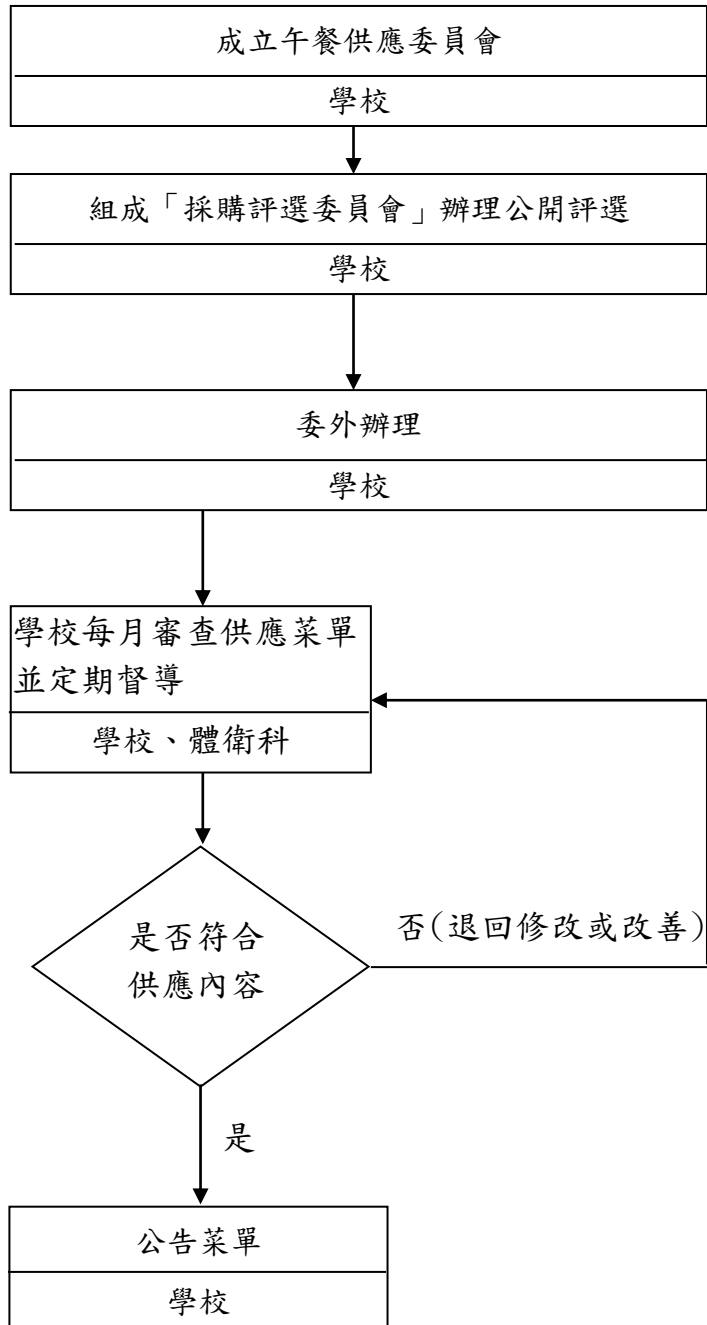 成立午餐供應委員會
學校
組成「採購評選委員會」辦理公開評選
學校
委外辦理
學校
學校每月審查供應菜單
並定期督導
學校、體衛科
是否符合
供應內容
否(退回修改或改善)
是
公告菜單
學校